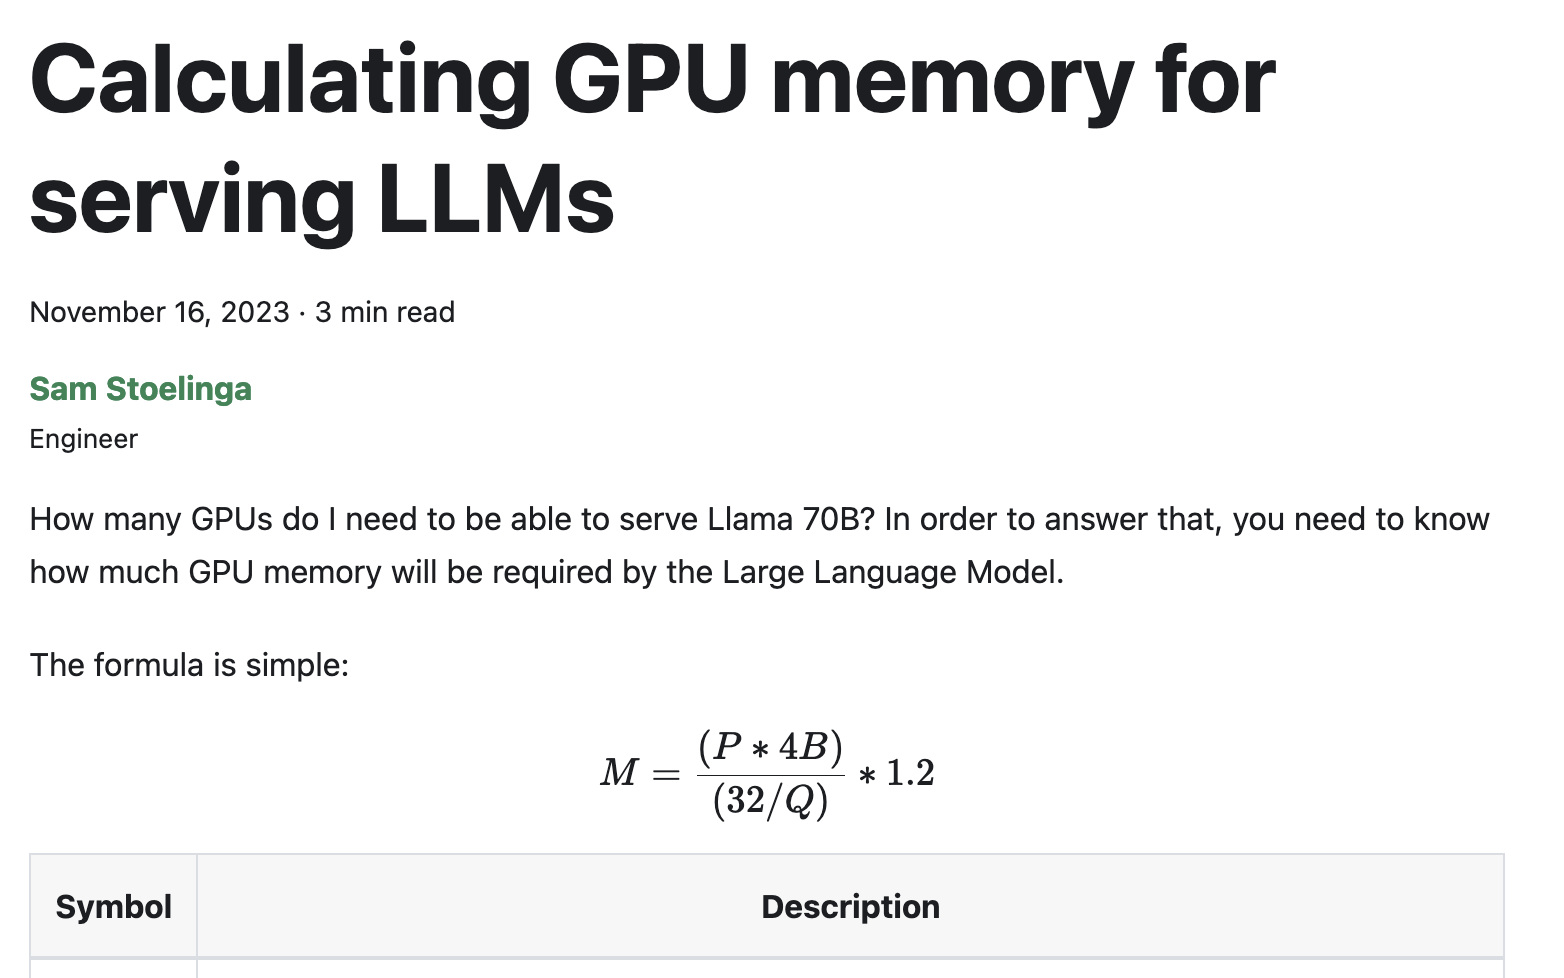 Calculating GPU memory for
serving LLMs
November 16, 2023 · 3 min read
Sam Stoelinga
Engineer
How many GPUs do I need to be able to serve Llama 70B? In order to answer that, you need to know
how much GPU memory will be required by the Large Language Model.
The formula is simple:
M = (P * 4B) / (32/Q) * 1.2
Symbol Description